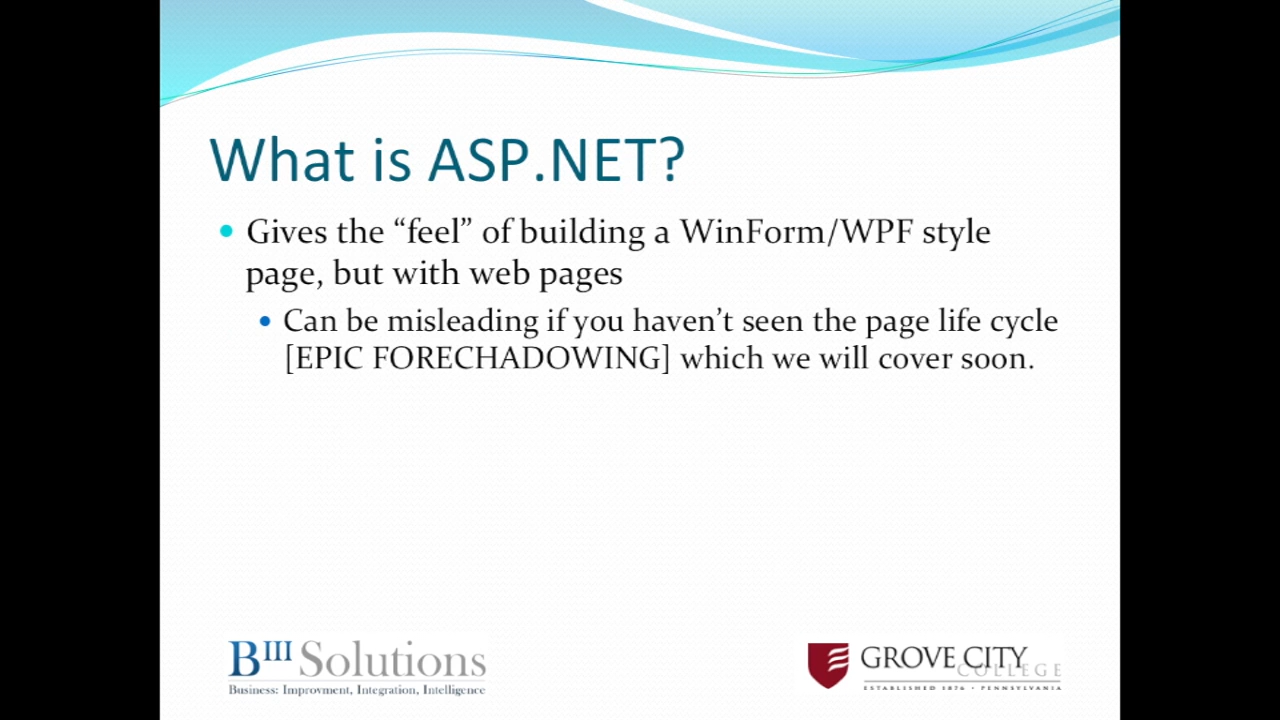 What is ASP.NET?
Gives the “feel” of building a WinForm/WPF style
page, but with web pages
Can be misleading if you haven’t seen the page life cycle
[EPIC FORECHADOWING] which we will cover soon.
BIII Solutions
Business: Improvment, Integration, Intelligence
GROVE CITY
COLLEGE
ESTABLISHED 1876 • PENNSYLVANIA